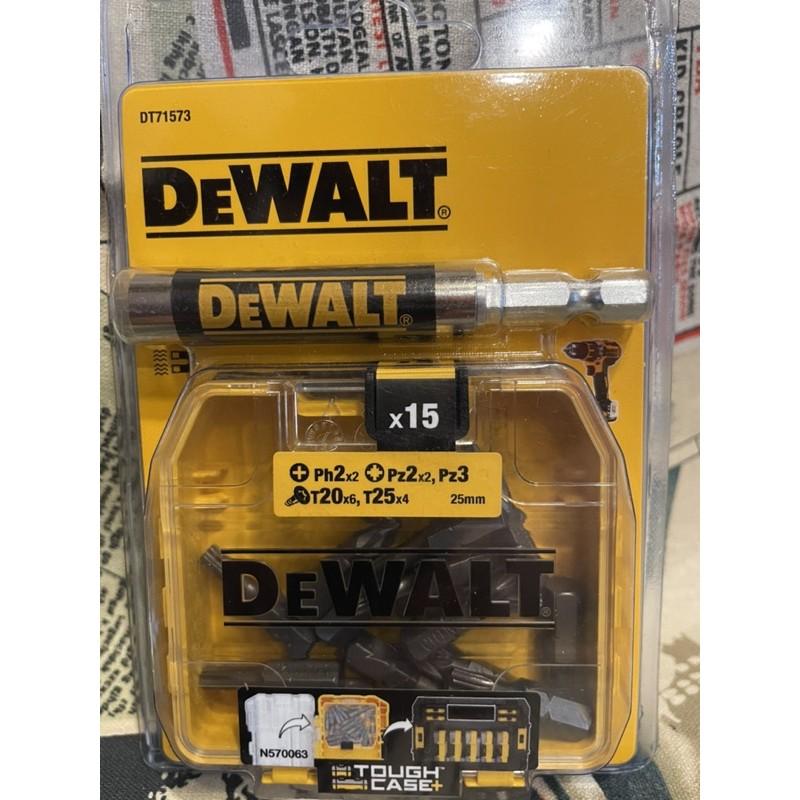 DT71573
DEWALT®
DEWALT®
x15
Ph2x2 Pz2x2, Pz3
T20x6, T25x4 25mm
DEWALT®
N570063
TOUGH
CASE+